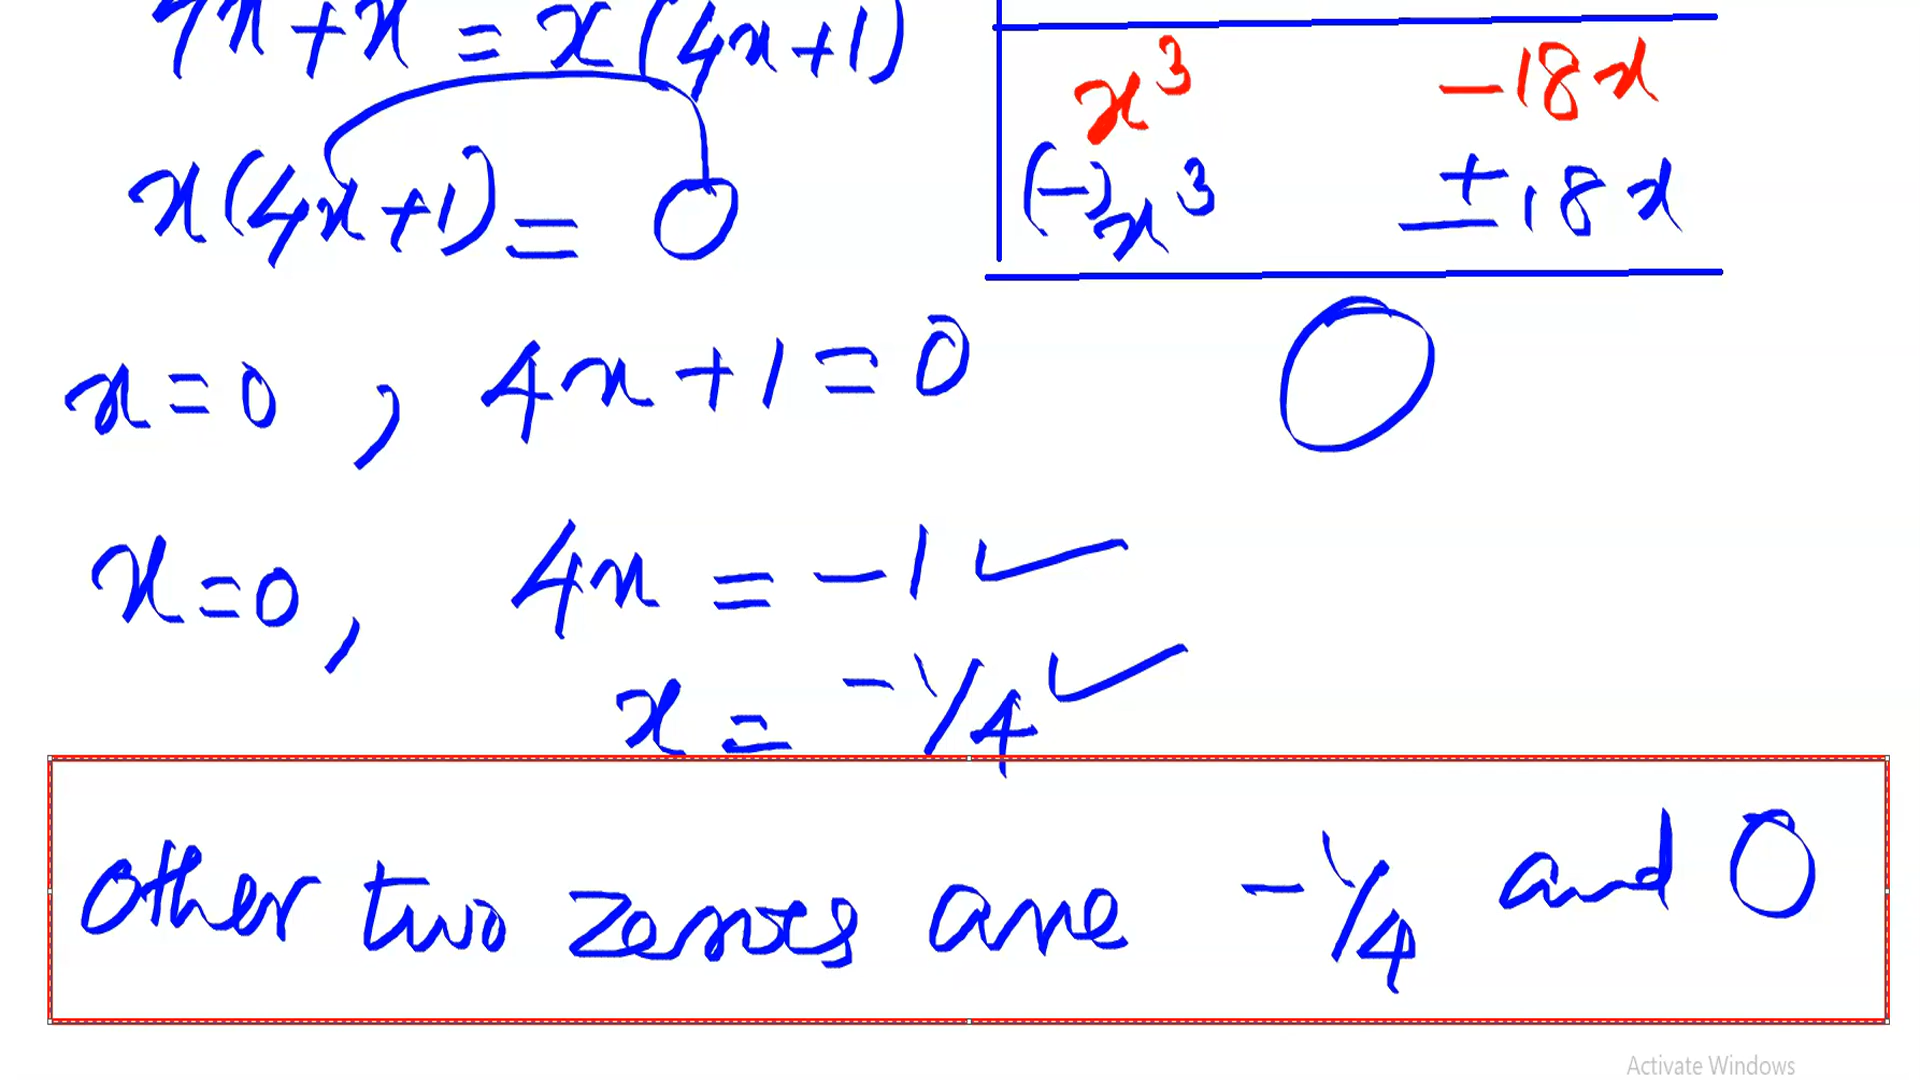 4x+x = x(4x+1)
x(4x+1) = 0
x=0 , 4x+1=0
x=0 , 4x = -1 ✓
x = -1/4 ✓
x³ -18x
(-)x³ ±18x
0
other two zeroes are -1/4 and 0
Activate Windows